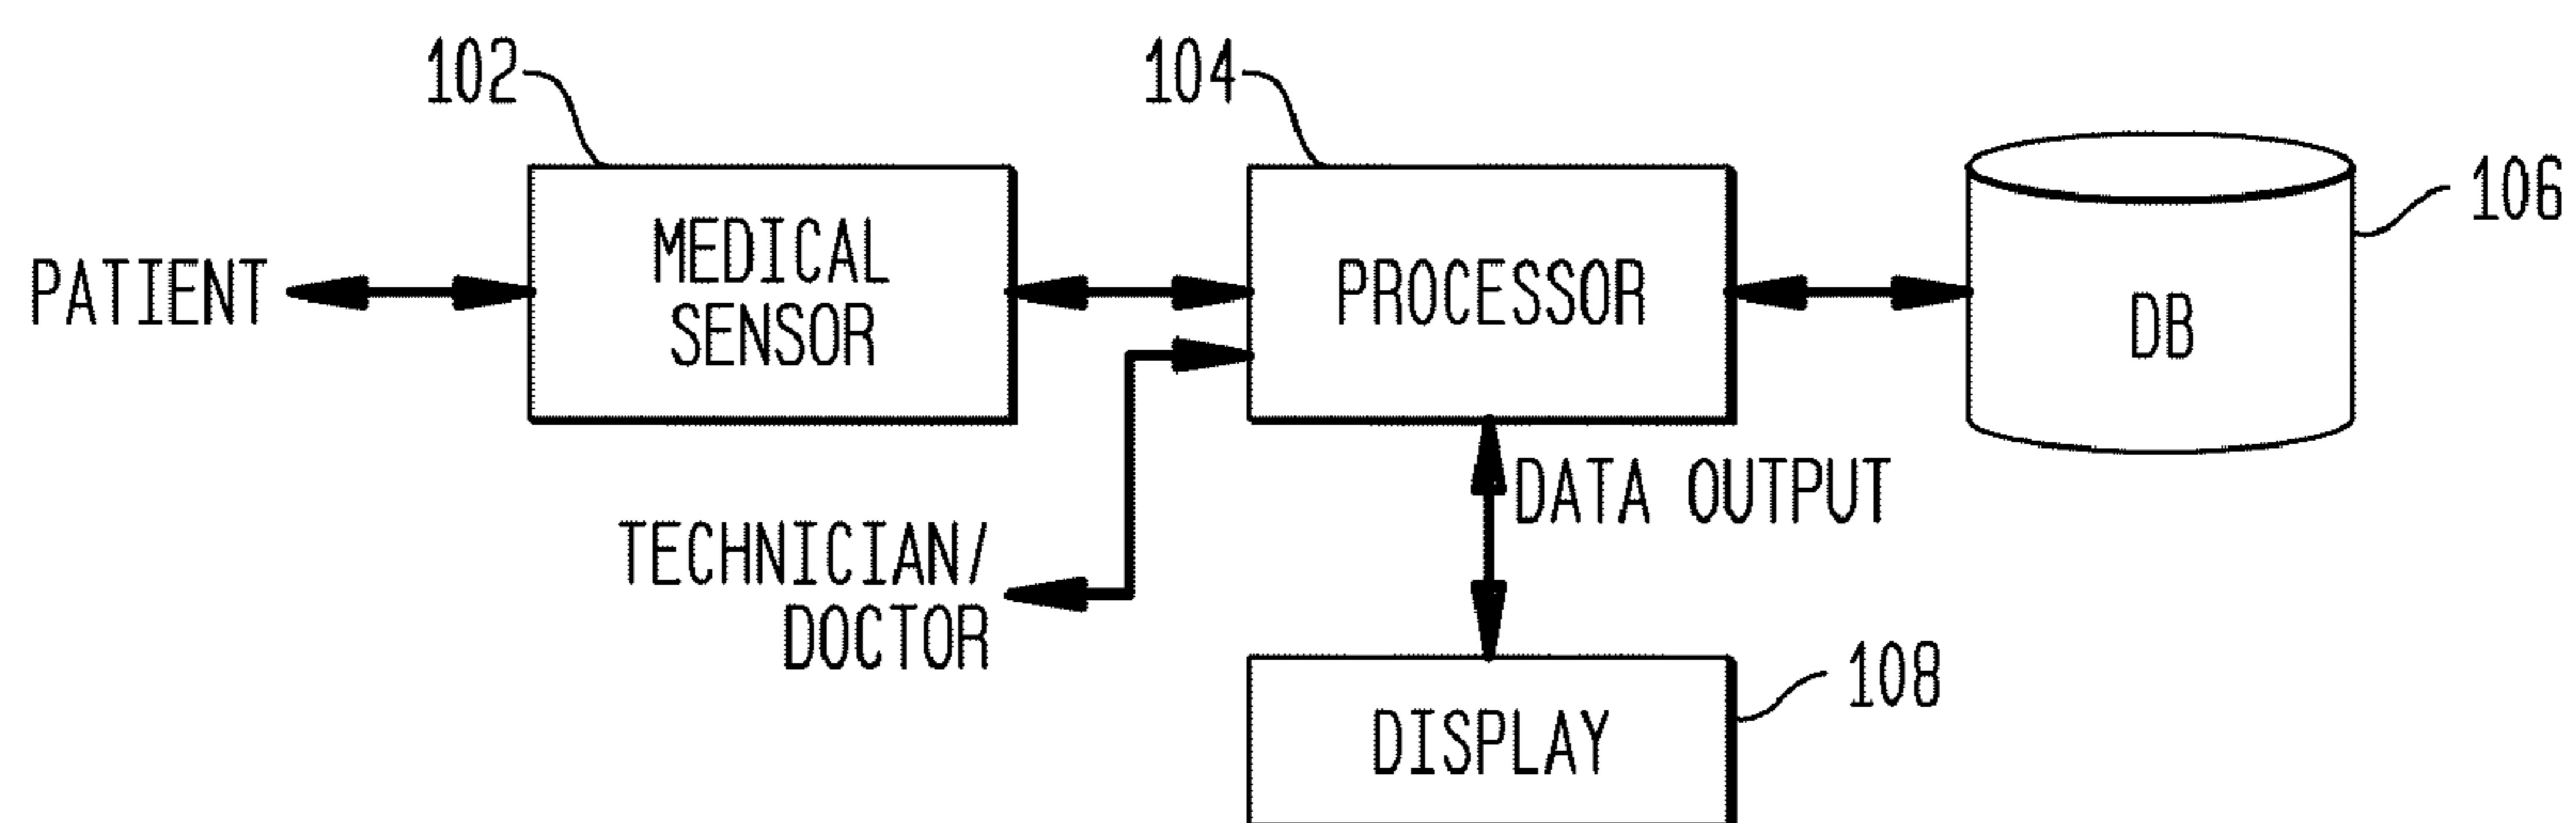 102
104
106
PATIENT
MEDICAL
SENSOR
PROCESSOR
DB
DATA OUTPUT
TECHNICIAN/
DOCTOR
108
DISPLAY